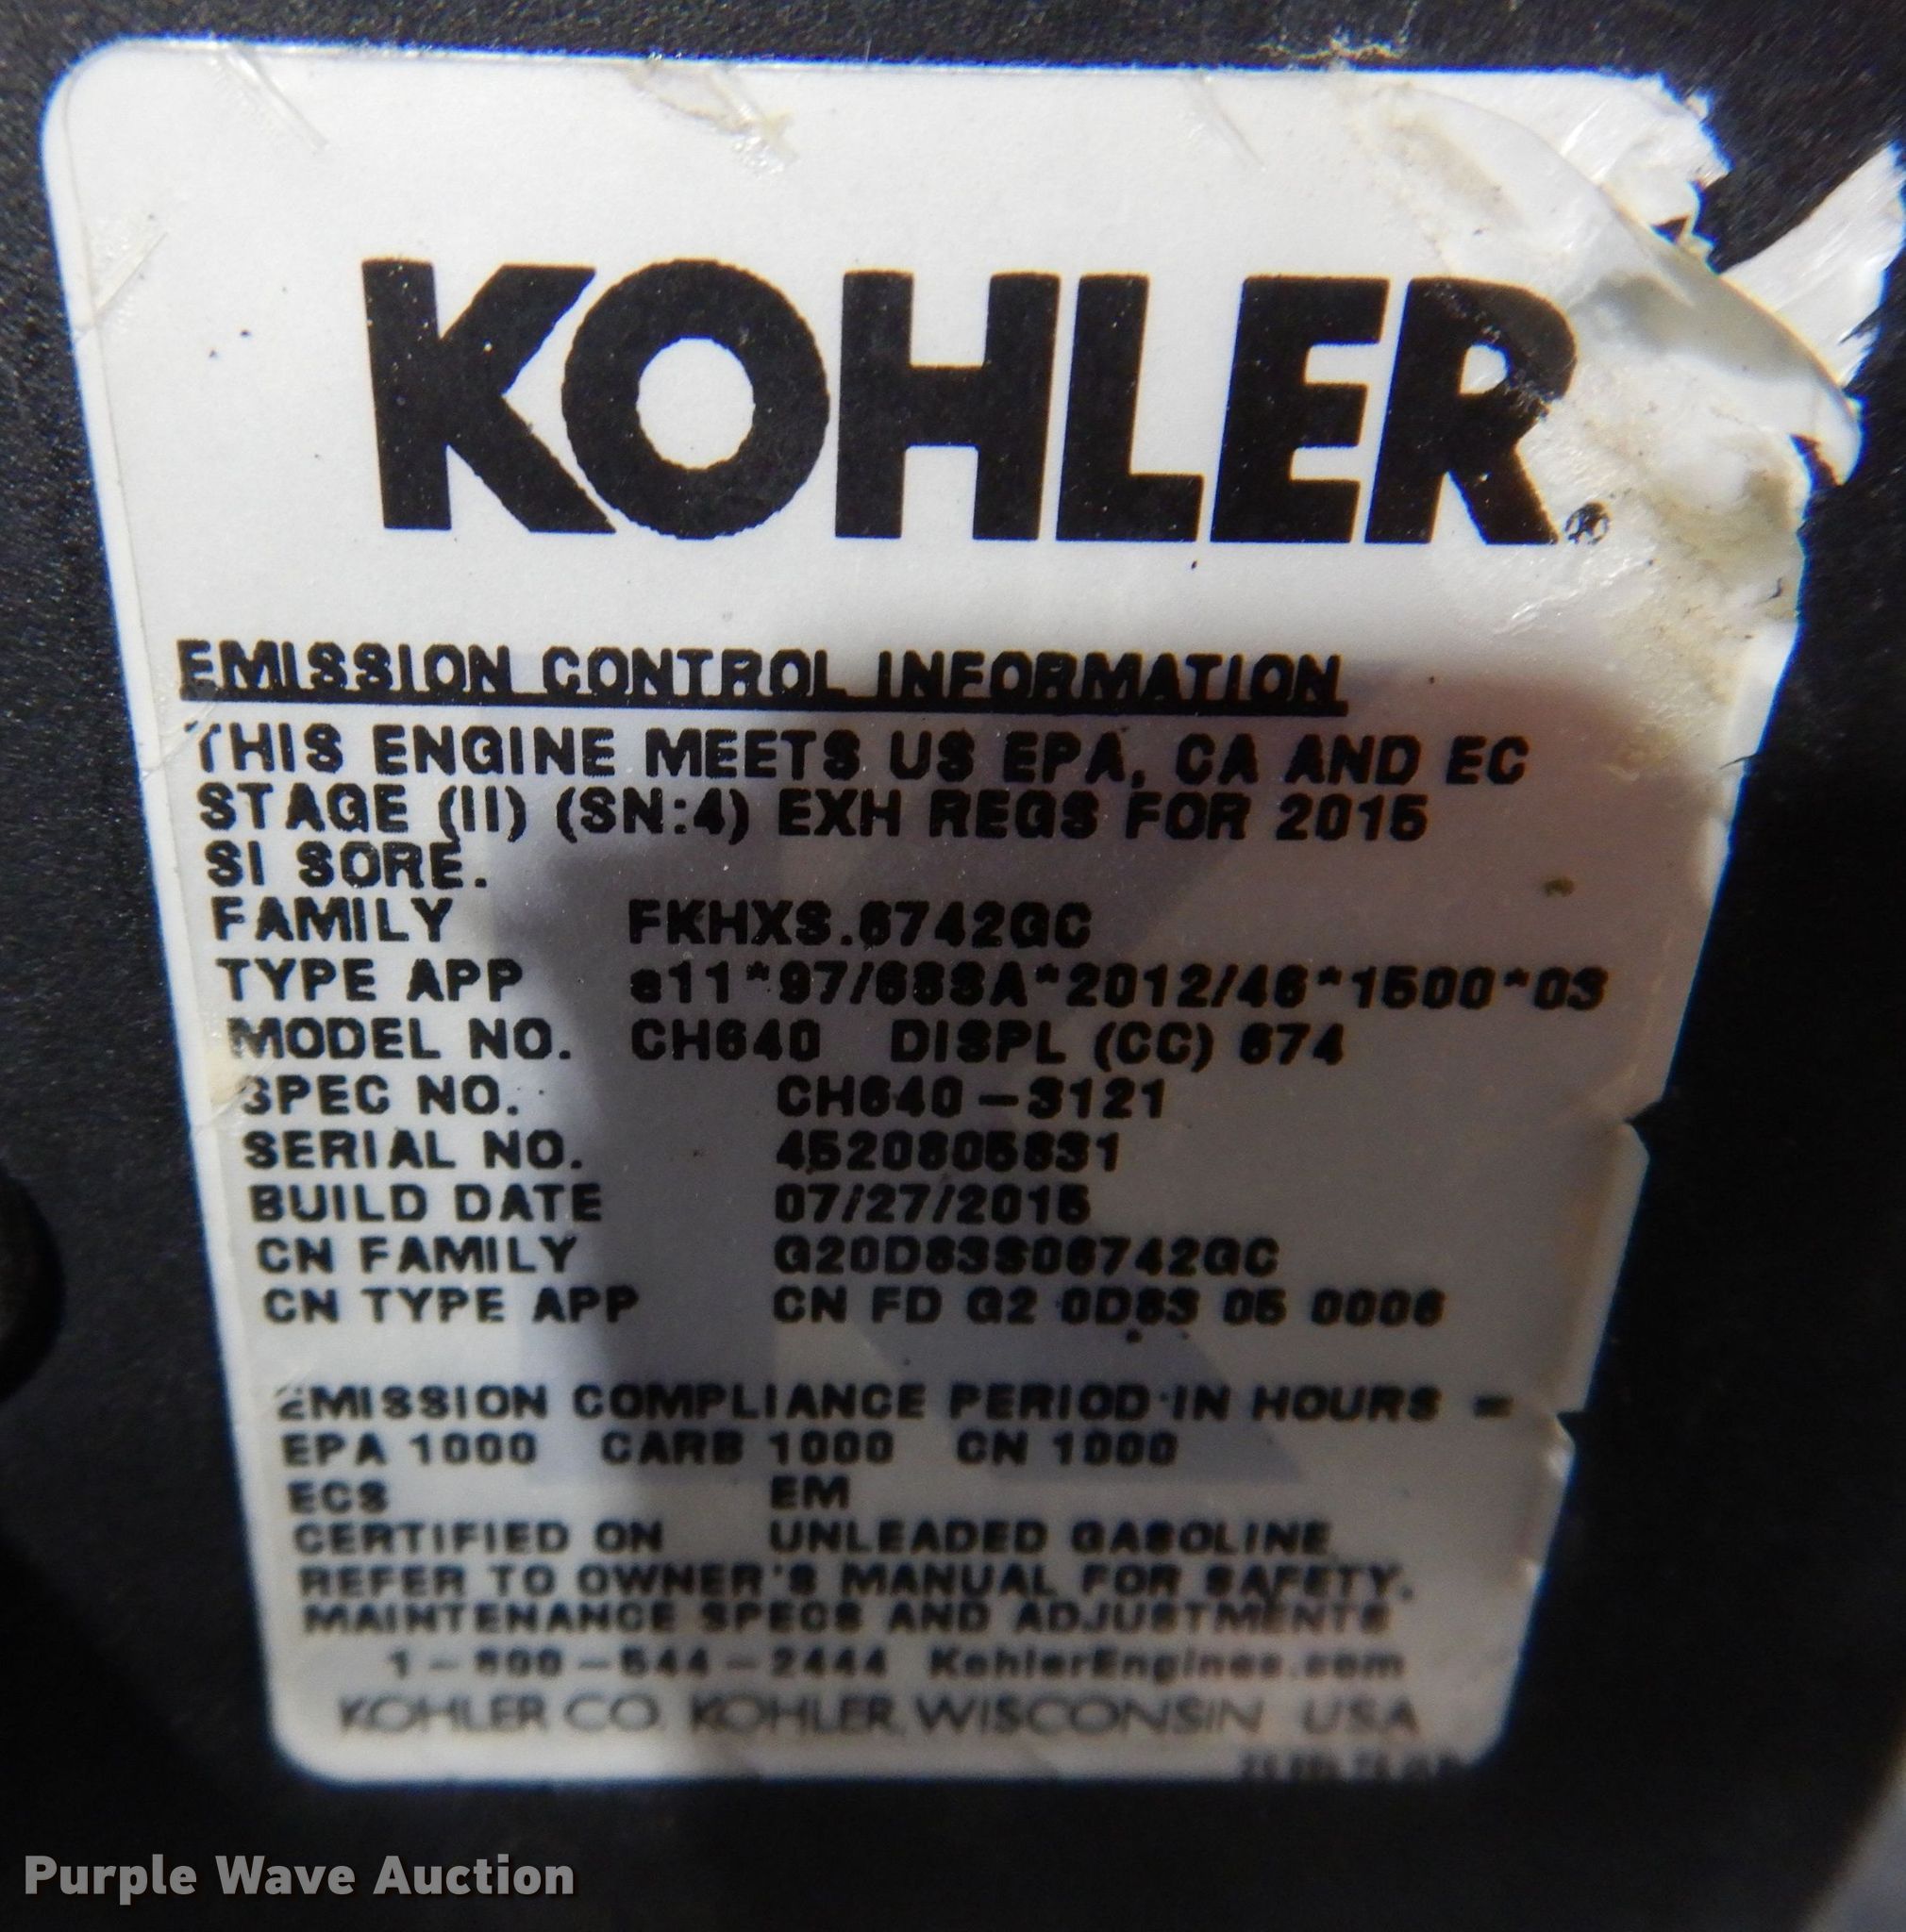 KOHLER®
EMISSION CONTROL INFORMATION
THIS ENGINE MEETS US EPA, CA AND EC
STAGE (II) (SN:4) EXH REGS FOR 2015
SI SORE.
FAMILY FKHXS.6742GC
TYPE APP e11*97/68SA*2012/46*1500*03
MODEL NO. CH640 DISPL (CC) 674
SPEC NO. CH640-3121
SERIAL NO. 4520805831
BUILD DATE 07/27/2015
CN FAMILY G20D83S06742GC
CN TYPE APP CN FD G2 0D83 05 0006
EMISSION COMPLIANCE PERIOD IN HOURS =
EPA 1000 CARB 1000 CN 1000
ECS EM
CERTIFIED ON UNLEADED GASOLINE
REFER TO OWNER'S MANUAL FOR SAFETY,
MAINTENANCE SPECS AND ADJUSTMENTS
1-800-544-2444 KohlerEngines.com
KOHLER CO. KOHLER, WISCONSIN USA
Purple Wave Auction